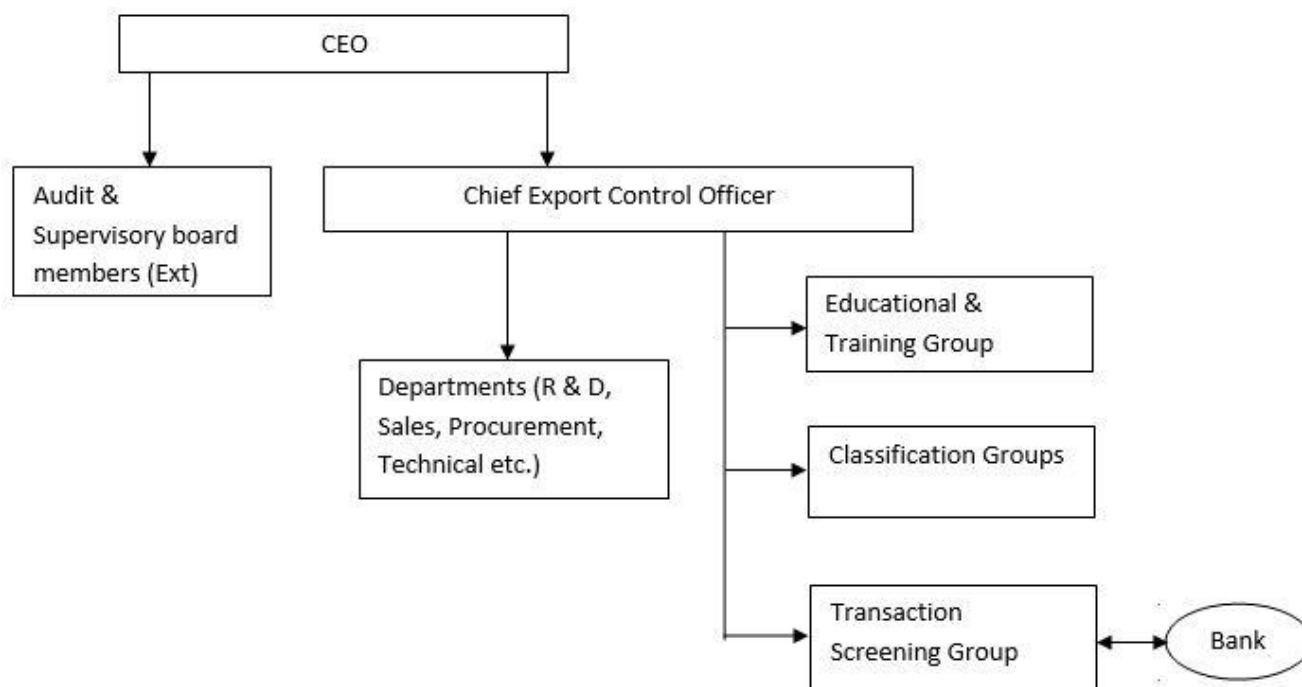 CEO
Audit &
Supervisory board
members (Ext)
Chief Export Control Officer
Educational &
Training Group
Departments (R & D,
Sales, Procurement,
Technical etc.)
Classification Groups
Transaction
Screening Group
Bank